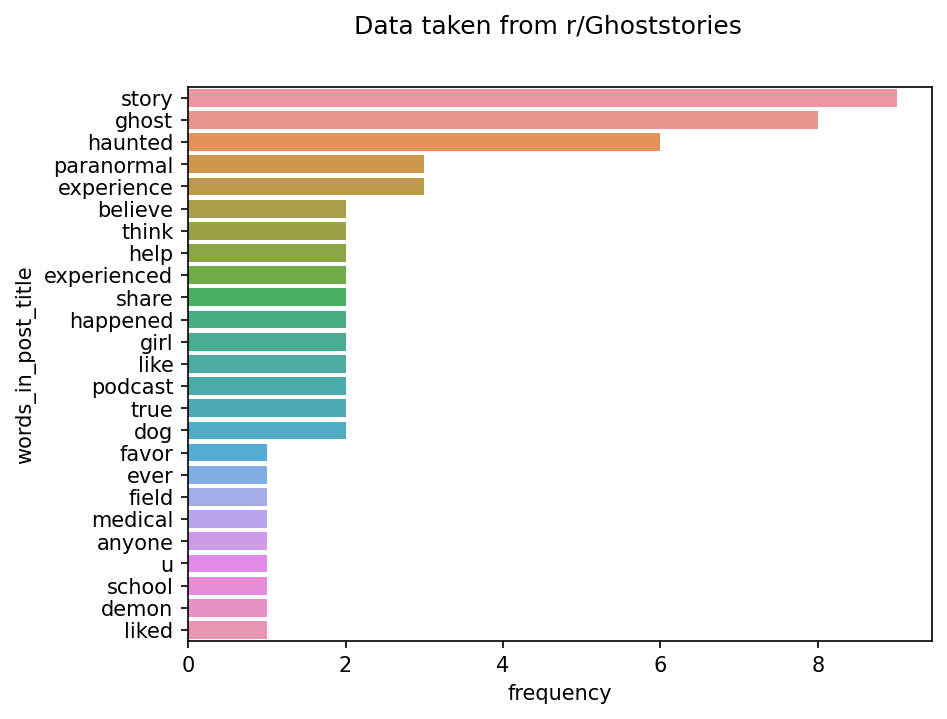 Data taken from r/Ghoststories
words_in_post_title
story
ghost
haunted
paranormal
experience
believe
think
help
experienced
share
happened
girl
like
podcast
true
dog
favor
ever
field
medical
anyone
u
school
demon
liked
0 2 4 6 8
frequency